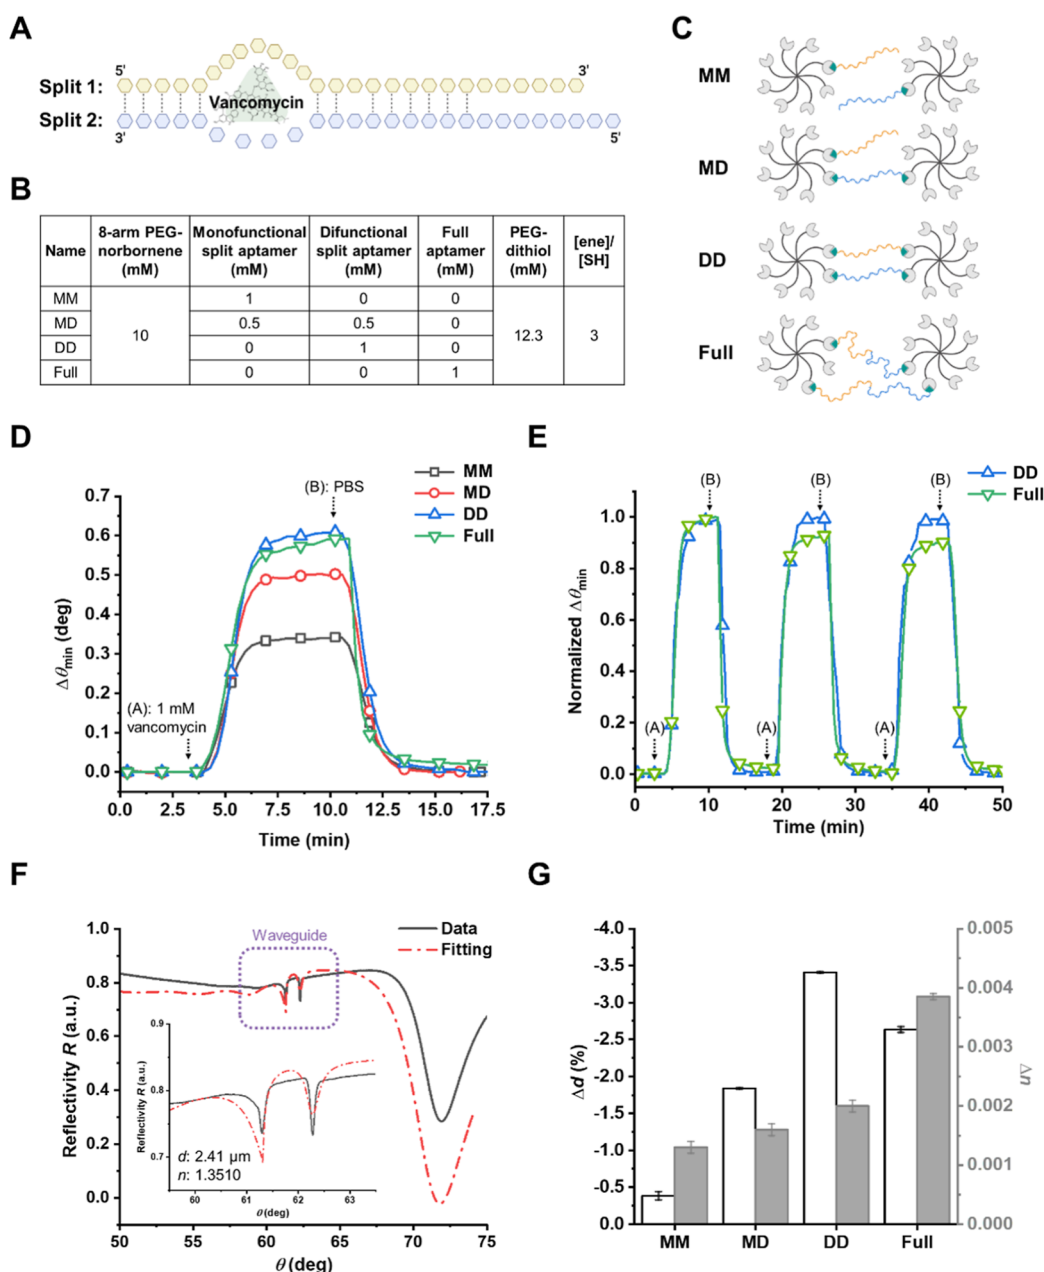 A
5'
3'
Split 1:
Vancomycin
Split 2:
3'
5'
B
Name
8-arm PEG-
norbornene
(mM)
Monofunctional
split aptamer
(mM)
Difunctional
split aptamer
(mM)
Full
aptamer
(mM)
PEG-
dithiol
(mM)
[ene]/
[SH]
MM 1 0 0
MD 0.5 0.5 0
10 12.3 3
DD 0 1 0
Full 0 0 1
C
MM
MD
DD
Full
D
MM
MD
DD
Full
(B): PBS
(A): 1 mM
vancomycin
Δθmin (deg)
0.7
0.6
0.5
0.4
0.3
0.2
0.1
0.0
0.0 2.5 5.0 7.5 10.0 12.5 15.0 17.5
Time (min)
E
DD
Full
(B) (B) (B)
(A) (A) (A)
Normalized Δθmin
1.0
0.8
0.6
0.4
0.2
0.0
0 10 20 30 40 50
Time (min)
F
Data
Fitting
Waveguide
Reflectivity R (a.u.)
1.0
0.8
0.6
0.4
0.2
0.0
50 55 60 65 70 75
θ (deg)
Reflectivity R (a.u.)
0.9
0.8
0.7
d: 2.41 μm
n: 1.3510
60 61 62 63
θ (deg)
G
Δd (%)
-4.0
-3.5
-3.0
-2.5
-2.0
-1.5
-1.0
-0.5
0.0
0.005
0.004
0.003
0.002
0.001
0.000
Δn
MM MD DD Full